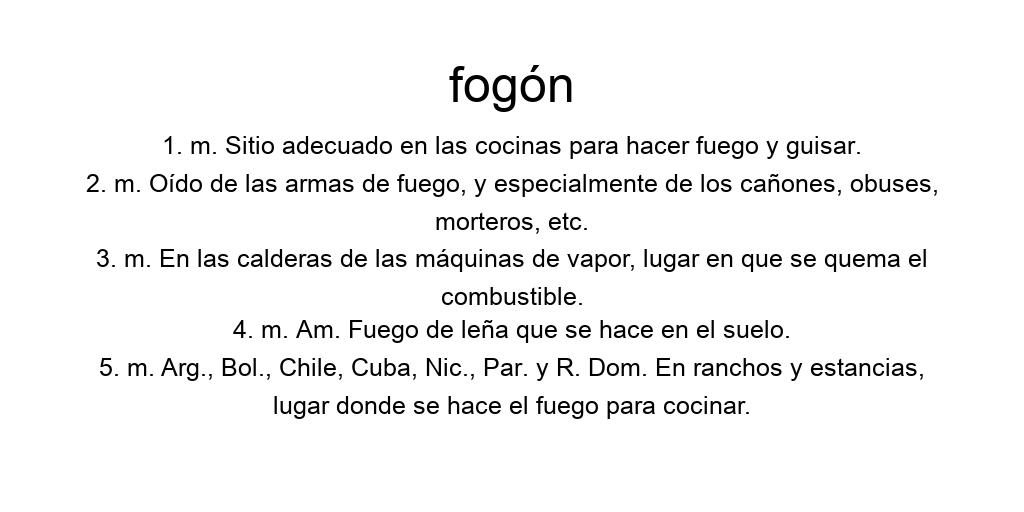 fogón
1. m. Sitio adecuado en las cocinas para hacer fuego y guisar.
2. m. Oído de las armas de fuego, y especialmente de los cañones, obuses,
morteros, etc.
3. m. En las calderas de las máquinas de vapor, lugar en que se quema el
combustible.
4. m. Am. Fuego de leña que se hace en el suelo.
5. m. Arg., Bol., Chile, Cuba, Nic., Par. y R. Dom. En ranchos y estancias,
lugar donde se hace el fuego para cocinar.